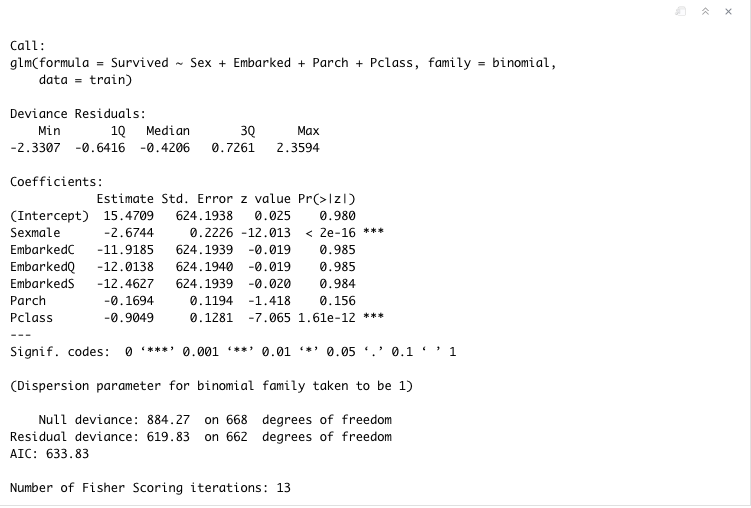 Call:
glm(formula = Survived ~ Sex + Embarked + Parch + Pclass, family = binomial,
    data = train)
Deviance Residuals:
    Min       1Q   Median       3Q      Max
-2.3307  -0.6416  -0.4206   0.7261   2.3594
Coefficients:
            Estimate Std. Error z value Pr(>|z|)
(Intercept)  15.4709   624.1938   0.025    0.980
Sexmale      -2.6744     0.2226 -12.013  < 2e-16 ***
EmbarkedC   -11.9185   624.1939  -0.019    0.985
EmbarkedQ   -12.0138   624.1940  -0.019    0.985
EmbarkedS   -12.4627   624.1939  -0.020    0.984
Parch        -0.1694     0.1194  -1.418    0.156
Pclass       -0.9049     0.1281  -7.065 1.61e-12 ***
---
Signif. codes:  0 ‘***’ 0.001 ‘**’ 0.01 ‘*’ 0.05 ‘.’ 0.1 ‘ ’ 1
(Dispersion parameter for binomial family taken to be 1)
    Null deviance: 884.27  on 668  degrees of freedom
Residual deviance: 619.83  on 662  degrees of freedom
AIC: 633.83
Number of Fisher Scoring iterations: 13